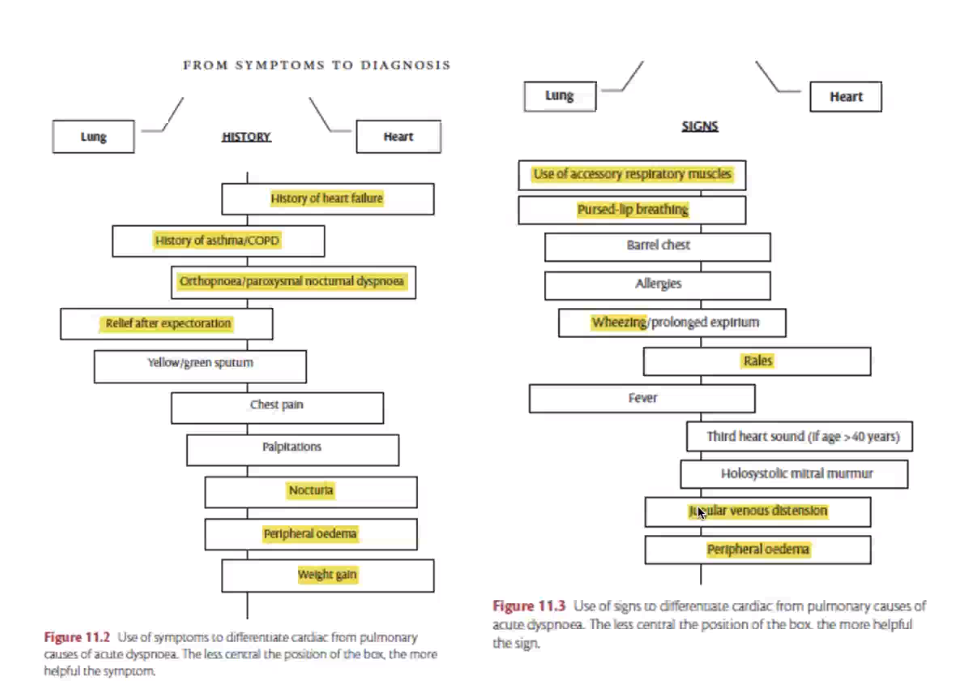 FROM SYMPTOMS TO DIAGNOSIS
Lung
HISTORY
Heart
History of heart failure
History of asthma/COPD
Orthopnoea/paroxysmal nocturnal dyspnoea
Relief after expectoration
Yellow/green sputum
Chest pain
Palpitations
Nocturia
Peripheral oedema
Weight gain
Figure 11.2 Use of symptoms to differentiate cardiac from pulmonary
causes of acute dyspnoea. The less central the position of the box, the more
helpful the symptom.
Lung
Heart
SIGNS
Use of accessory respiratory muscles
Pursed-lip breathing
Barrel chest
Allergies
Wheezing/prolonged expirium
Rales
Fever
Third heart sound (if age >40 years)
Holosystolic mitral murmur
Jugular venous distension
Peripheral oedema
Figure 11.3 Use of signs to differentiate cardiac from pulmonary causes of
acute dyspnoea. The less central the position of the box, the more helpful
the sign.